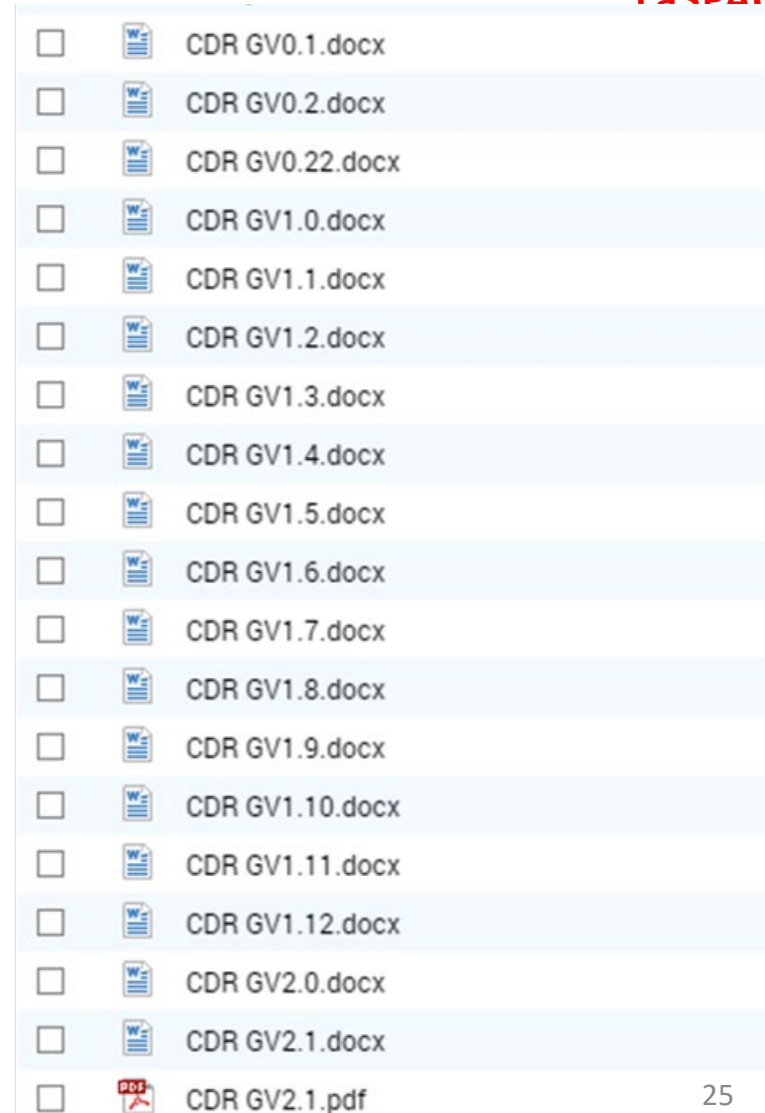 CDR GV0.1.docx
CDR GV0.2.docx
CDR GV0.22.docx
CDR GV1.0.docx
CDR GV1.1.docx
CDR GV1.2.docx
CDR GV1.3.docx
CDR GV1.4.docx
CDR GV1.5.docx
CDR GV1.6.docx
CDR GV1.7.docx
CDR GV1.8.docx
CDR GV1.9.docx
CDR GV1.10.docx
CDR GV1.11.docx
CDR GV1.12.docx
CDR GV2.0.docx
CDR GV2.1.docx
PDF CDR GV2.1.pdf
25